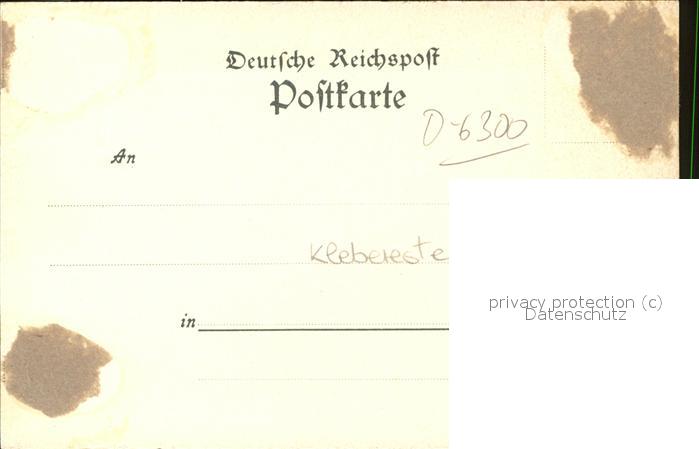 Deutsche Reichspost
Postkarte
D-6300
An
Klebereste
in
privacy protection (c)
Datenschutz